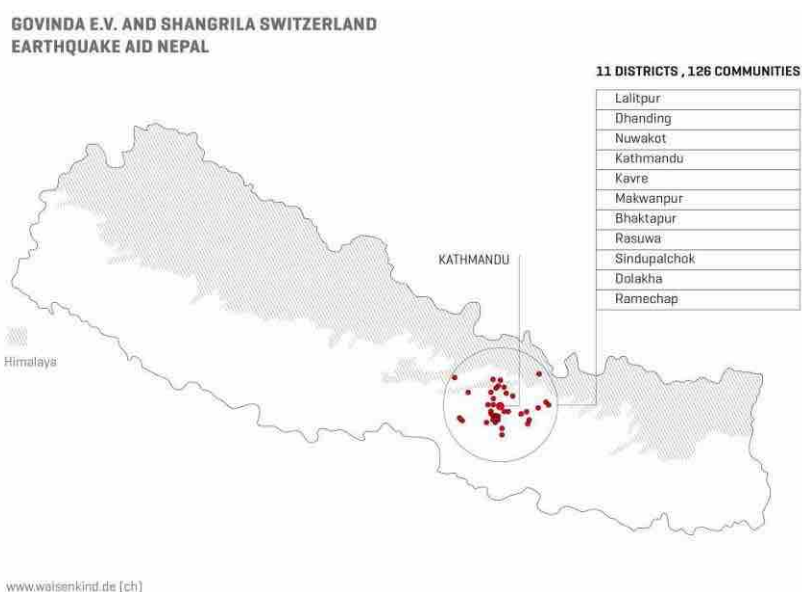 GOVINDA E.V. AND SHANGRILA SWITZERLAND
EARTHQUAKE AID NEPAL
11 DISTRICTS , 126 COMMUNITIES
Lalitpur
Dhanding
Nuwakot
Kathmandu
Kavre
Makwanpur
Bhaktapur
Rasuwa
Sindupalchok
Dolakha
Ramechap
KATHMANDU
Himalaya
www.waisenkind.de [ch]